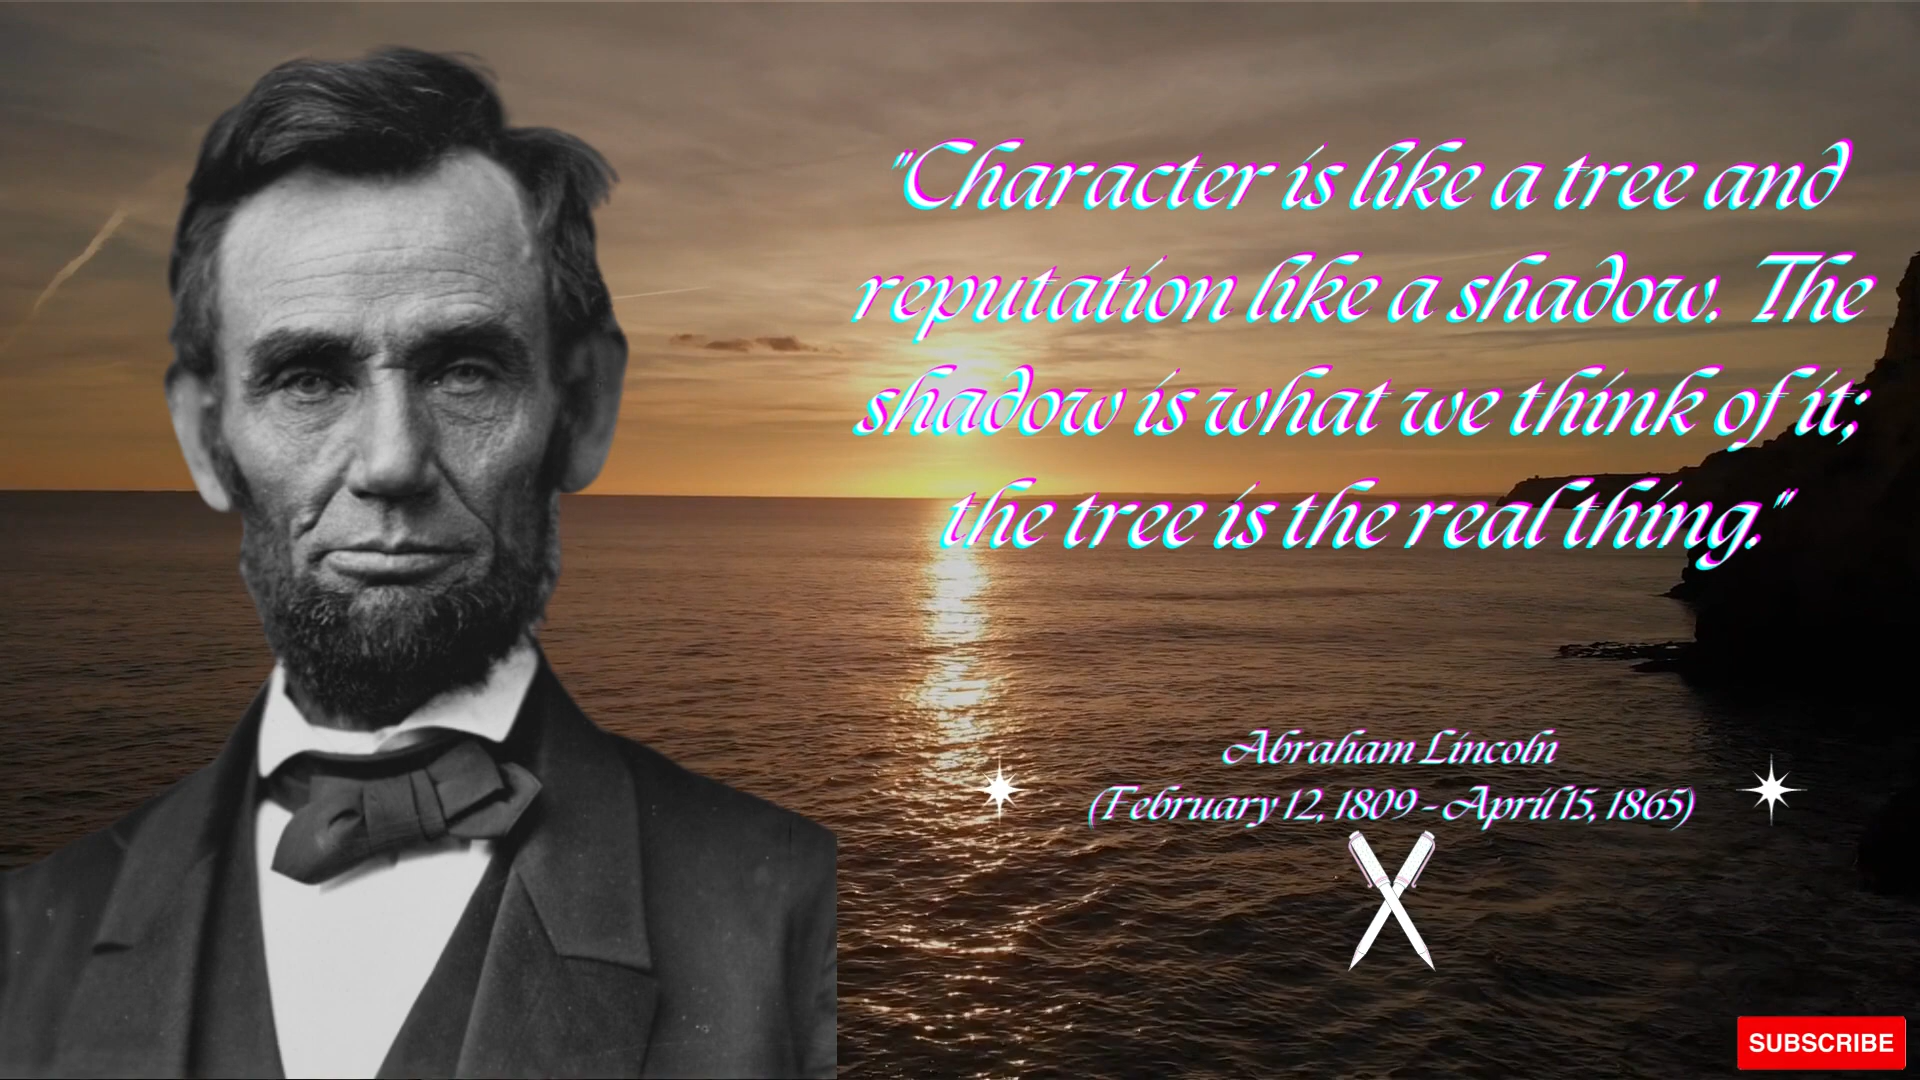 "Character is like a tree and
reputation like a shadow. The
shadow is what we think of it;
the tree is the real thing."
Abraham Lincoln
(February 12, 1809 - April 15, 1865)
SUBSCRIBE